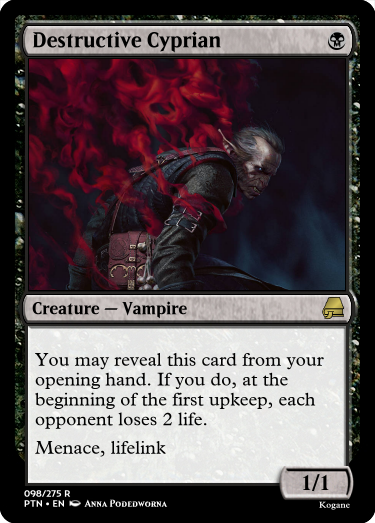 Destructive Cyprian
Creature — Vampire
You may reveal this card from your
opening hand. If you do, at the
beginning of the first upkeep, each
opponent loses 2 life.
Menace, lifelink
1/1
098/275 R
PTN • EN Anna Podedworna
Kogane